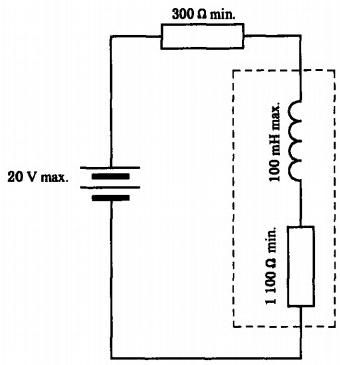 300 Ω min.
100 mH max.
20 V max.
1 100 Ω min.